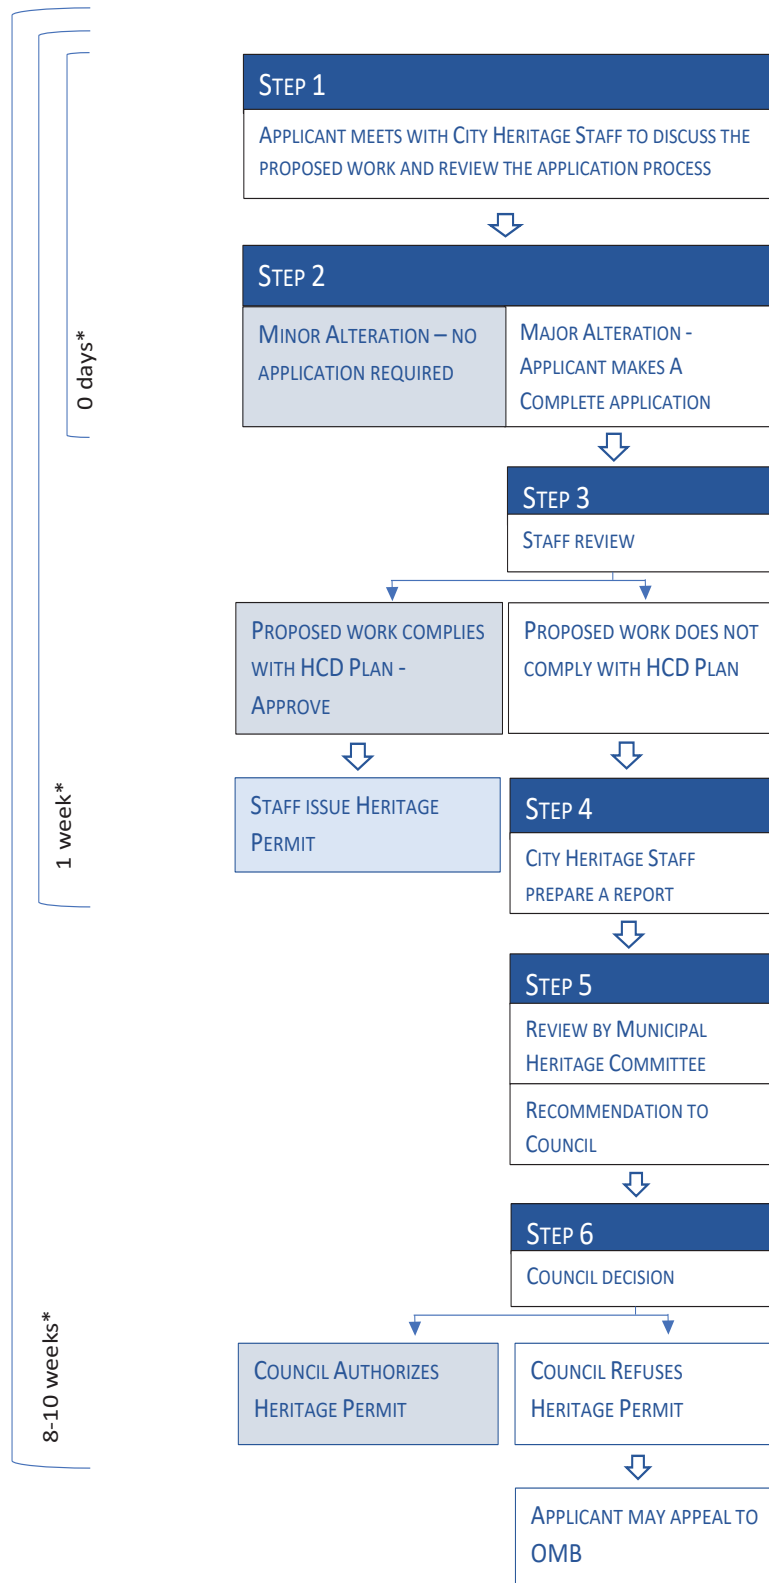 STEP 1
APPLICANT MEETS WITH CITY HERITAGE STAFF TO DISCUSS THE
PROPOSED WORK AND REVIEW THE APPLICATION PROCESS
STEP 2
MINOR ALTERATION – NO
APPLICATION REQUIRED
MAJOR ALTERATION -
APPLICANT MAKES A
COMPLETE APPLICATION
0 days*
STEP 3
STAFF REVIEW
PROPOSED WORK COMPLIES
WITH HCD PLAN -
APPROVE
PROPOSED WORK DOES NOT
COMPLY WITH HCD PLAN
STAFF ISSUE HERITAGE
PERMIT
1 week*
STEP 4
CITY HERITAGE STAFF
PREPARE A REPORT
STEP 5
REVIEW BY MUNICIPAL
HERITAGE COMMITTEE
RECOMMENDATION TO
COUNCIL
STEP 6
COUNCIL DECISION
COUNCIL AUTHORIZES
HERITAGE PERMIT
COUNCIL REFUSES
HERITAGE PERMIT
8-10 weeks*
APPLICANT MAY APPEAL TO
OMB